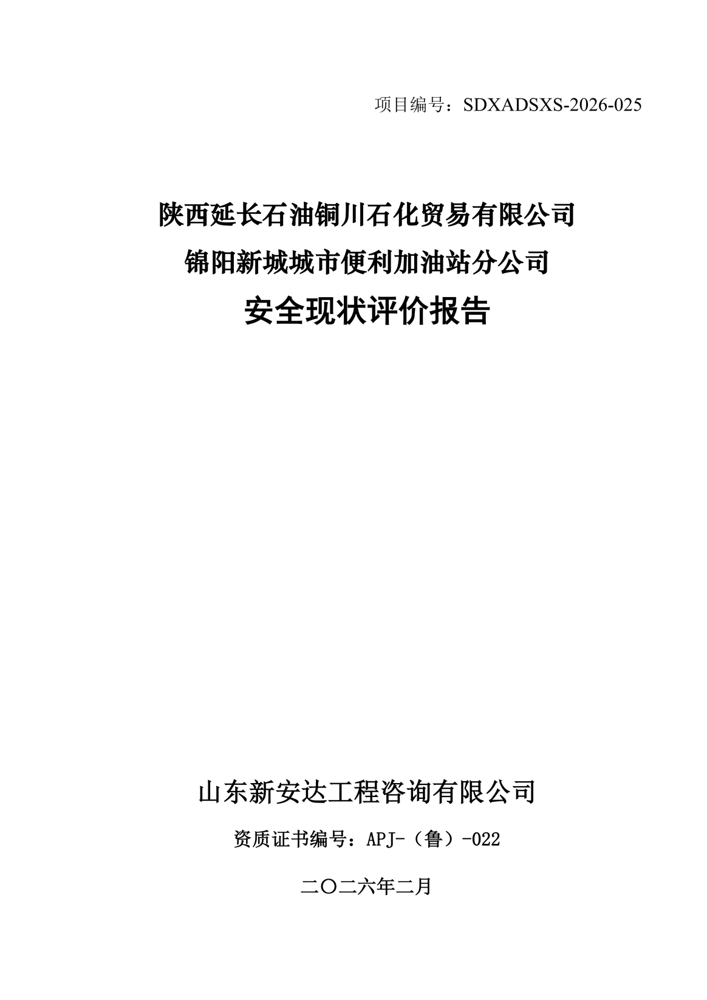 项目编号：SDXADSXS-2026-025
陕西延长石油铜川石化贸易有限公司
锦阳新城城市便利加油站分公司
安全现状评价报告
山东新安达工程咨询有限公司
资质证书编号：APJ-（鲁）-022
二〇二六年二月